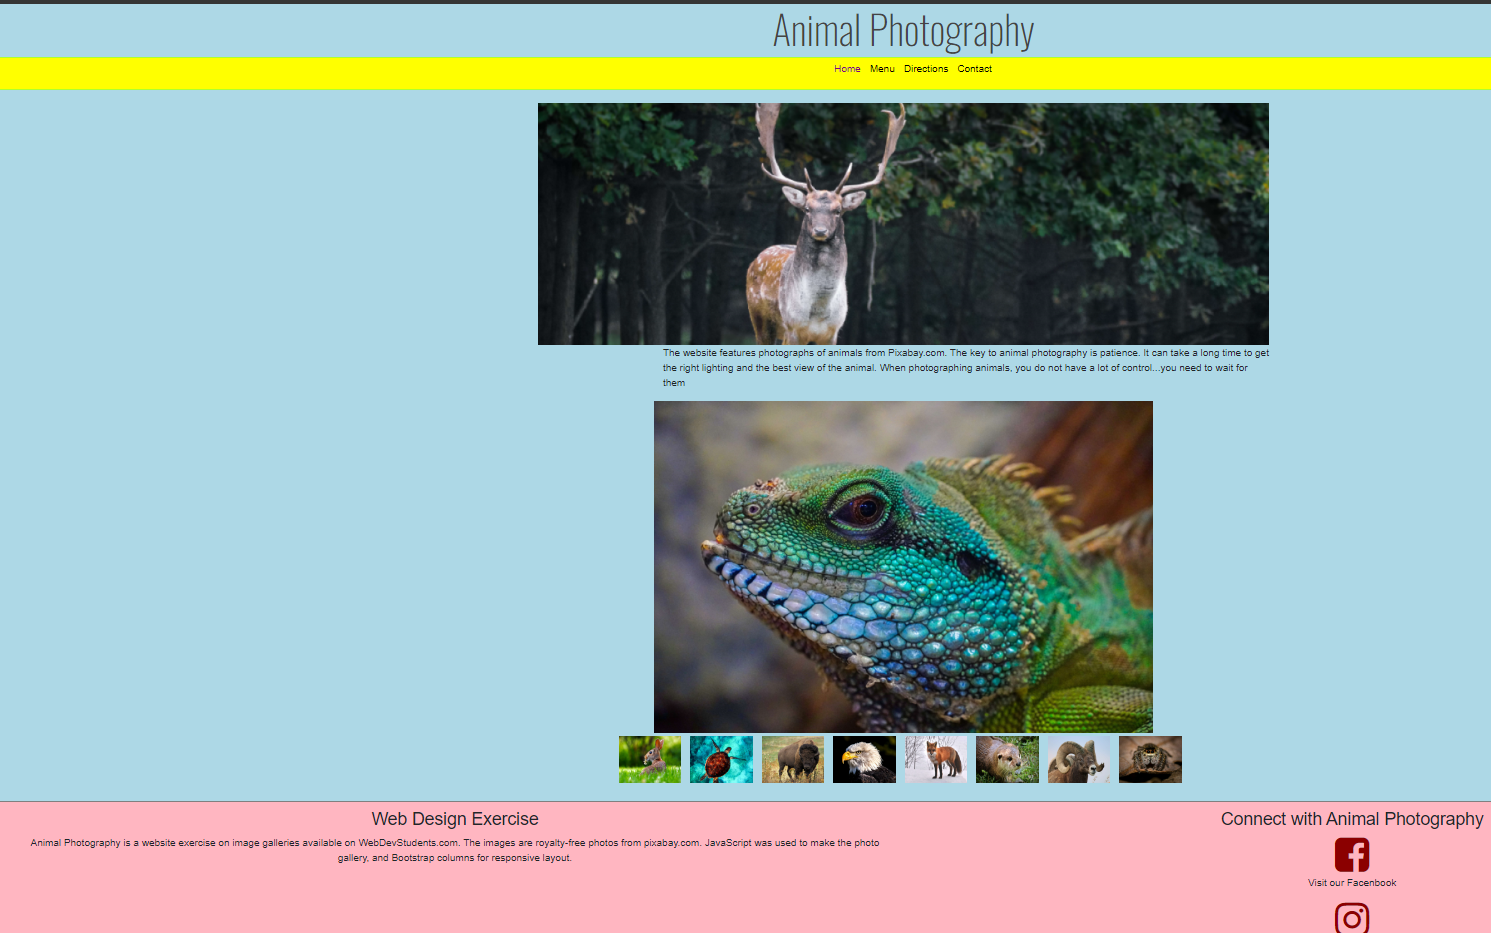 Animal Photography
Home Menu Directions Contact
The website features photographs of animals from Pixabay.com. The key to animal photography is patience. It can take a long time to get
the right lighting and the best view of the animal. When photographing animals, you do not have a lot of control...you need to wait for
them
Web Design Exercise
Animal Photography is a website exercise on image galleries available on WebDevStudents.com. The images are royalty-free photos from pixabay.com. JavaScript was used to make the photo
gallery, and Bootstrap columns for responsive layout.
Connect with Animal Photography
Visit our Facenbook